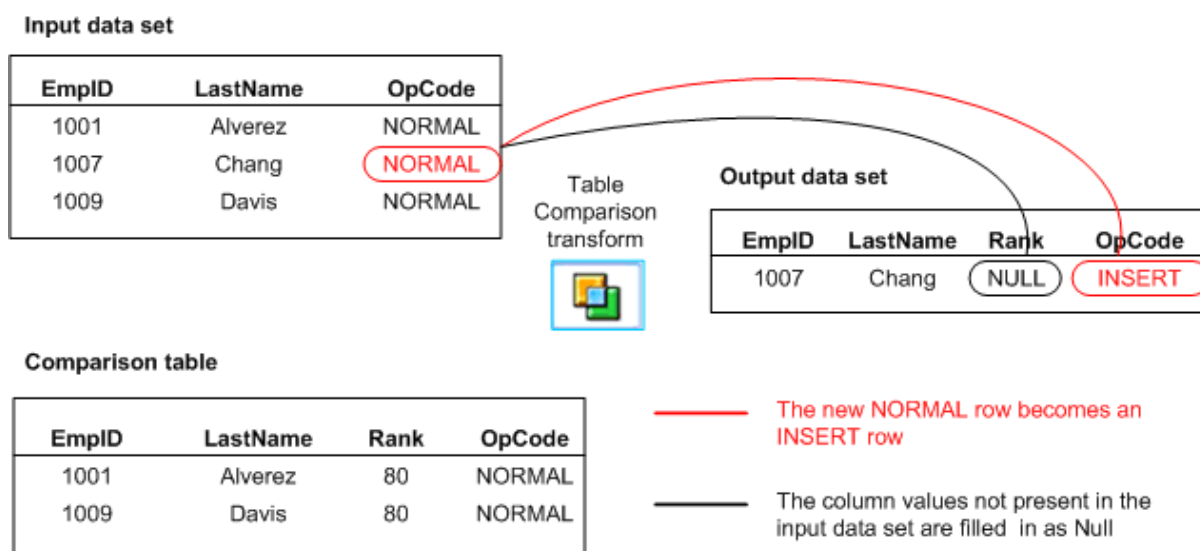 Input data set
EmpID LastName OpCode
1001 Alverez NORMAL
1007 Chang NORMAL
1009 Davis NORMAL
Table
Comparison
transform
Output data set
EmpID LastName Rank OpCode
1007 Chang NULL INSERT
Comparison table
EmpID LastName Rank OpCode
1001 Alverez 80 NORMAL
1009 Davis 80 NORMAL
The new NORMAL row becomes an
INSERT row
The column values not present in the
input data set are filled in as Null